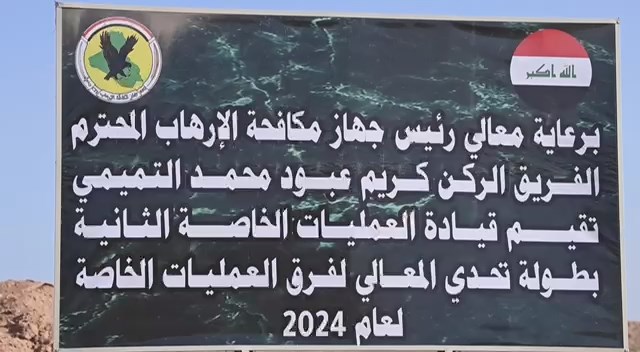 الله اكبر
برعاية معالي رئيس جهاز مكافحة الإرهاب المحترم
الفريق الركن كريم عبود محمد التميمي
تقيم قيادة العمليات الخاصة الثانية
بطولة تحدي المعالي لفرق العمليات الخاصة
لعام 2024